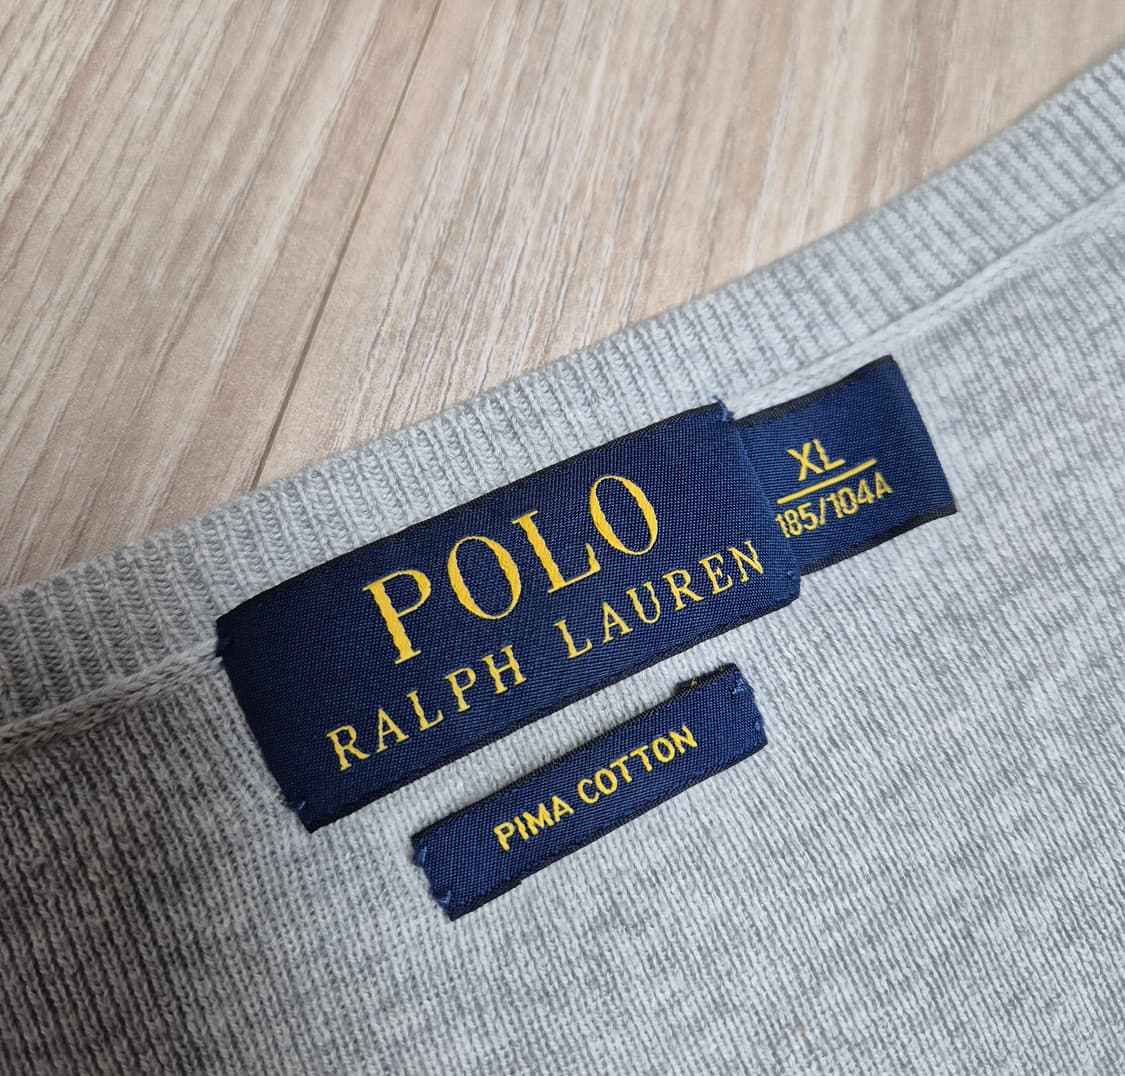 POLO
RALPH LAUREN
XL
185/104A
PIMA COTTON